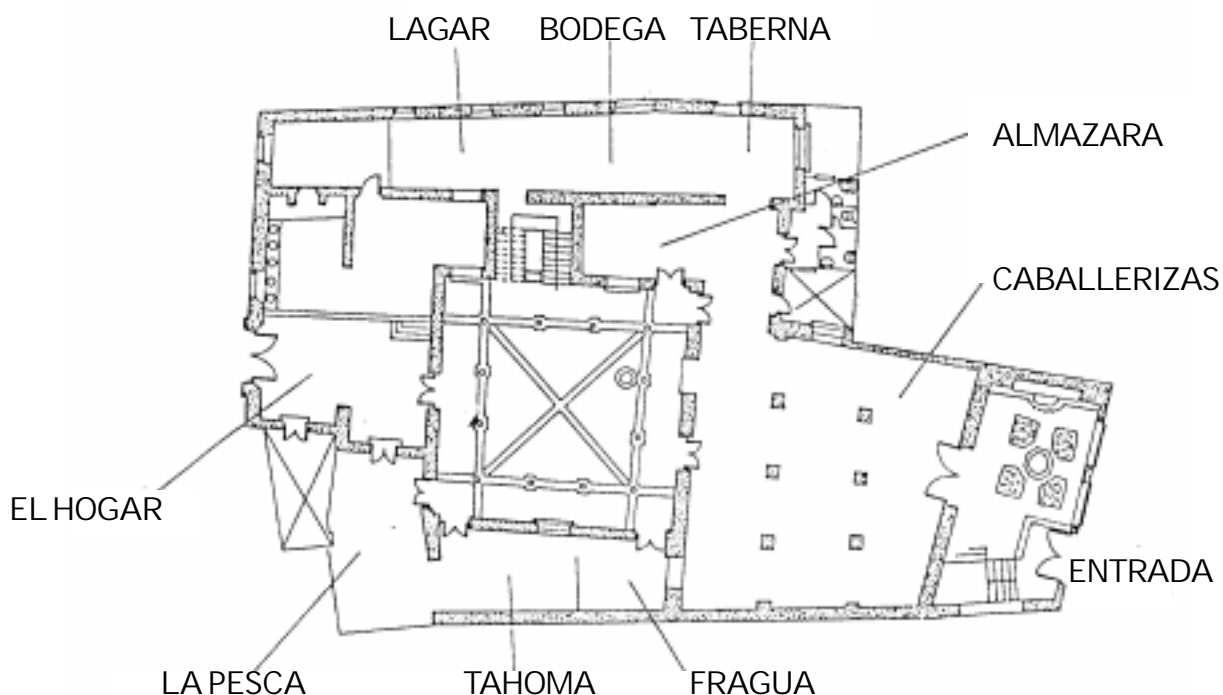 LAGAR BODEGA TABERNA
ALMAZARA
CABALLERIZAS
EL HOGAR
ENTRADA
LA PESCA TAHOMA FRAGUA